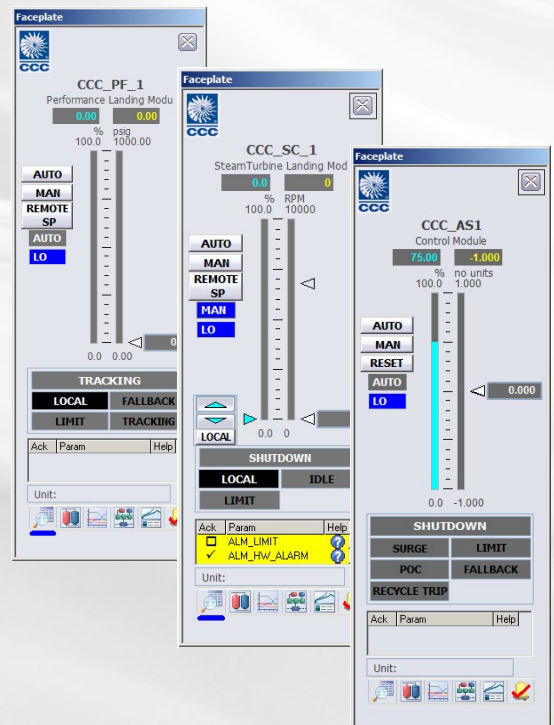 Faceplate
CCC
CCC_PF_1
Performance Landing Modu
0.00 0.00
% psig
100.0 1000.00
AUTO
MAN
REMOTE
SP
AUTO
LO
0
0.0 0.00
TRACKING
LOCAL FALLBACK
LIMIT TRACKING
Ack Param Help
Unit:
Faceplate
CCC
CCC_SC_1
SteamTurbine Landing Mod
0.0 0
% RPM
100.0 10000
AUTO
MAN
REMOTE
SP
MAN
LO
LOCAL
0.0 0
SHUTDOWN
LOCAL IDLE
LIMIT
Ack Param Help
ALM_LIMIT
ALM_HW_ALARM
Unit:
Faceplate
CCC
CCC_AS1
Control Module
75.00 -1.000
% no units
100.0 1.000
AUTO
MAN
RESET
AUTO
LO
0.000
0.0 -1.000
SHUTDOWN
SURGE LIMIT
POC FALLBACK
RECYCLE TRIP
Ack Param Help
Unit: